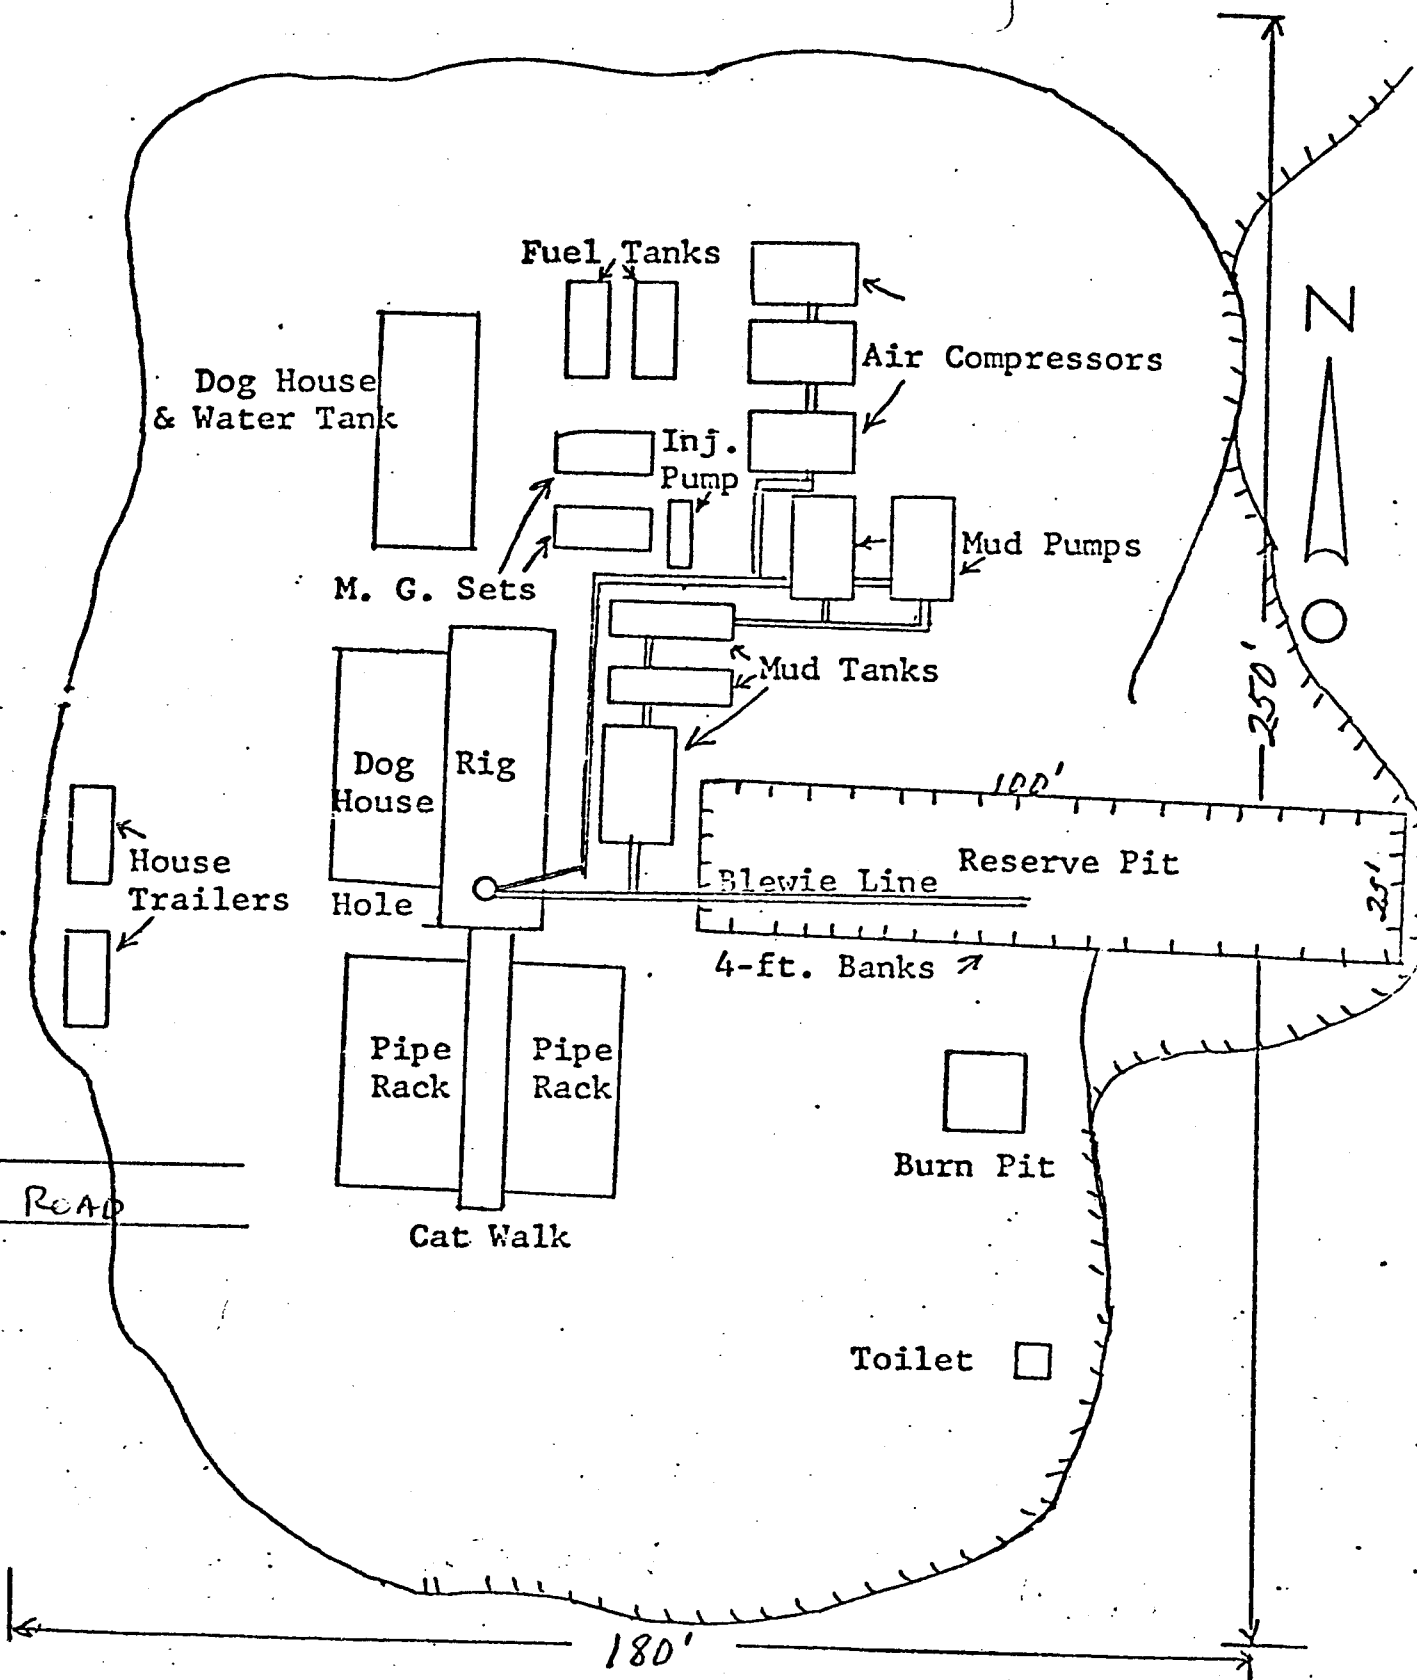 Fuel Tanks
N
Air Compressors
Dog House
& Water Tank
Inj.
Pump
Mud Pumps
M. G. Sets
Mud Tanks
250'
Dog
House
Rig
100'
House
Trailers
Reserve Pit
Blewie Line
25'
Hole
4-ft. Banks
Pipe
Rack
Pipe
Rack
Burn Pit
ROAD
Cat Walk
Toilet
180'